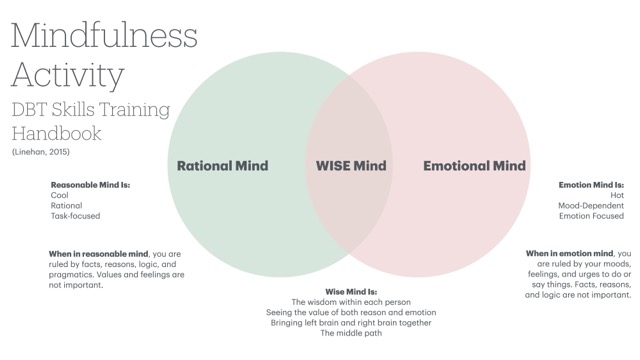 Mindfulness
Activity
DBT Skills Training
Handbook
(Linehan, 2015)
Rational Mind
WISE Mind
Emotional Mind
Reasonable Mind Is:
Cool
Rational
Task-focused
Emotion Mind Is:
Hot
Mood-Dependent
Emotion Focused
When in reasonable mind, you are
ruled by facts, reasons, logic, and
pragmatics. Values and feelings are
not important.
When in emotion mind, you
are ruled by your moods,
feelings, and urges to do or
say things. Facts, reasons,
and logic are not important.
Wise Mind Is:
The wisdom within each person
Seeing the value of both reason and emotion
Bringing left brain and right brain together
The middle path